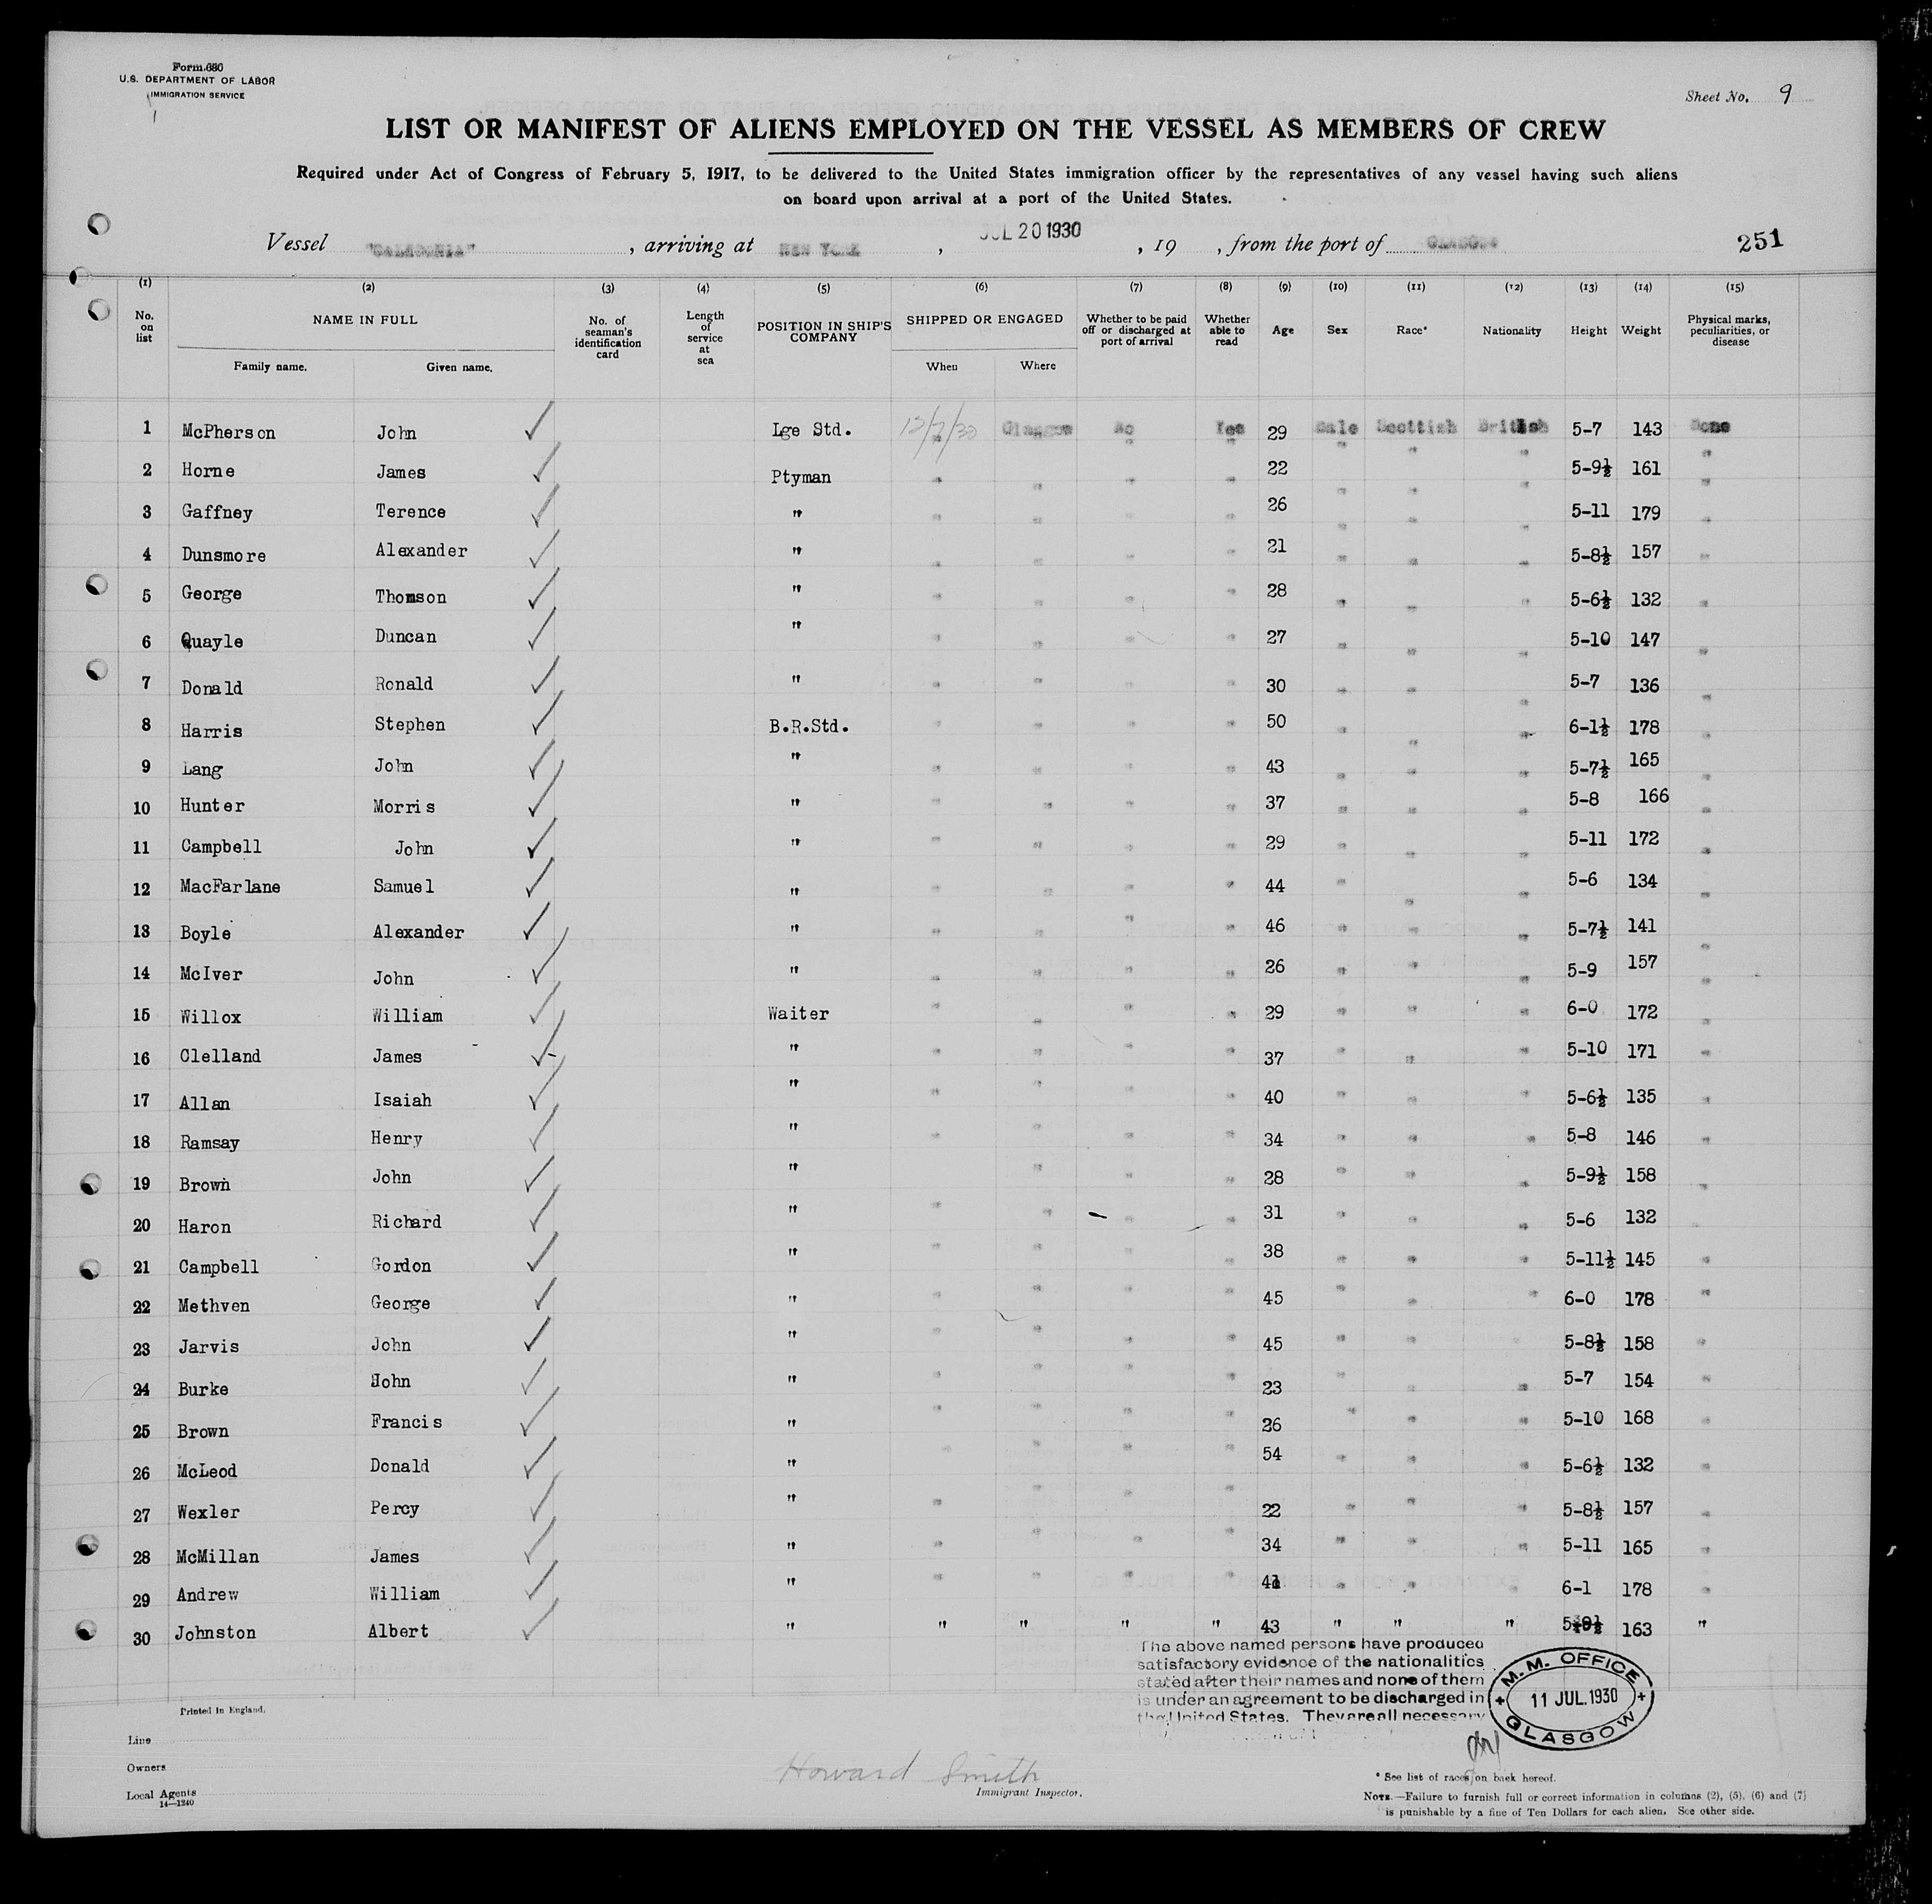 Form 680
U.S. DEPARTMENT OF LABOR
IMMIGRATION SERVICE
Sheet No. 9
LIST OR MANIFEST OF ALIENS EMPLOYED ON THE VESSEL AS MEMBERS OF CREW
Required under Act of Congress of February 5, 1917, to be delivered to the United States immigration officer by the representatives of any vessel having such aliens
on board upon arrival at a port of the United States.
Vessel "CALEDONIA", arriving at NEW YORK, JUL 20 1930, 19 , from the port of GLASGOW 251
(1) (2) (3) (4) (5) (6) (7) (8) (9) (10) (11) (12) (13) (14) (15)
No. on list NAME IN FULL Family name. Given name. No. of seaman's identification card Length of service at sea POSITION IN SHIP'S COMPANY SHIPPED OR ENGAGED When Where Whether to be paid off or discharged at port of arrival Whether able to read Age Sex Race* Nationality Height Weight Physical marks, peculiarities, or disease
1 McPherson John ✓ Lge Std. 12/7/30 Glasgow No Yes 29 Male Scottish British 5-7 143 None
2 Horne James ✓ Ptyman " " " " 22 " " " 5-9½ 161 "
3 Gaffney Terence ✓ " " " " " 26 " " " 5-11 179 "
4 Dunsmore Alexander ✓ " " " " " 21 " " " 5-8½ 157 "
5 George Thomson ✓ " " " " " 28 " " " 5-6½ 132 "
6 Quayle Duncan ✓ " " " " " 27 " " " 5-10 147 "
7 Donald Ronald ✓ " " " " " 30 " " " 5-7 136 "
8 Harris Stephen ✓ B.R.Std. " " " " 50 " " " 6-1½ 178 "
9 Lang John ✓ " " " " " 43 " " " 5-7½ 165 "
10 Hunter Morris ✓ " " " " " 37 " " " 5-8 166 "
11 Campbell John ✓ " " " " " 29 " " " 5-11 172 "
12 MacFarlane Samuel ✓ " " " " " 44 " " " 5-6 134 "
13 Boyle Alexander ✓ " " " " " 46 " " " 5-7½ 141 "
14 McIver John ✓ " " " " " 26 " " " 5-9 157 "
15 Willox William ✓ Waiter " " " " 29 " " " 6-0 172 "
16 Clelland James ✓ " " " " " 37 " " " 5-10 171 "
17 Allan Isaiah ✓ " " " " " 40 " " " 5-6½ 135 "
18 Ramsay Henry ✓ " " " " " 34 " " " 5-8 146 "
19 Brown John ✓ " " " " " 28 " " " 5-9½ 158 "
20 Haron Richard ✓ " " " " " 31 " " " 5-6 132 "
21 Campbell Gordon ✓ " " " " " 38 " " " 5-11½ 145 "
22 Methven George ✓ " " " " " 45 " " " 6-0 178 "
23 Jarvis John ✓ " " " " " 45 " " " 5-8½ 158 "
24 Burke John ✓ " " " " " 23 " " " 5-7 154 "
25 Brown Francis ✓ " " " " " 26 " " " 5-10 168 "
26 McLeod Donald ✓ " " " " " 54 " " " 5-6½ 132 "
27 Wexler Percy ✓ " " " " " 22 " " " 5-8½ 157 "
28 McMillan James ✓ " " " " " 34 " " " 5-11 165 "
29 Andrew William ✓ " " " " " 41 " " " 6-1 178 "
30 Johnston Albert ✓ " " " " " 43 " " " 163 "
The above named persons have produced
satisfactory evidence of the nationalities
stated after their names and none of them
is under an agreement to be discharged in
the United States. They are all necessary
M.M. OFFICE
11 JUL. 1930
GLASGOW
Printed in England.
Line
Owners
Local Agents
14—1240
Howard Smith
Immigrant Inspector.
* See list of races on back hereof.
NOTE.—Failure to furnish full or correct information in columns (2), (5), (6) and (7)
is punishable by a fine of Ten Dollars for each alien. See other side.